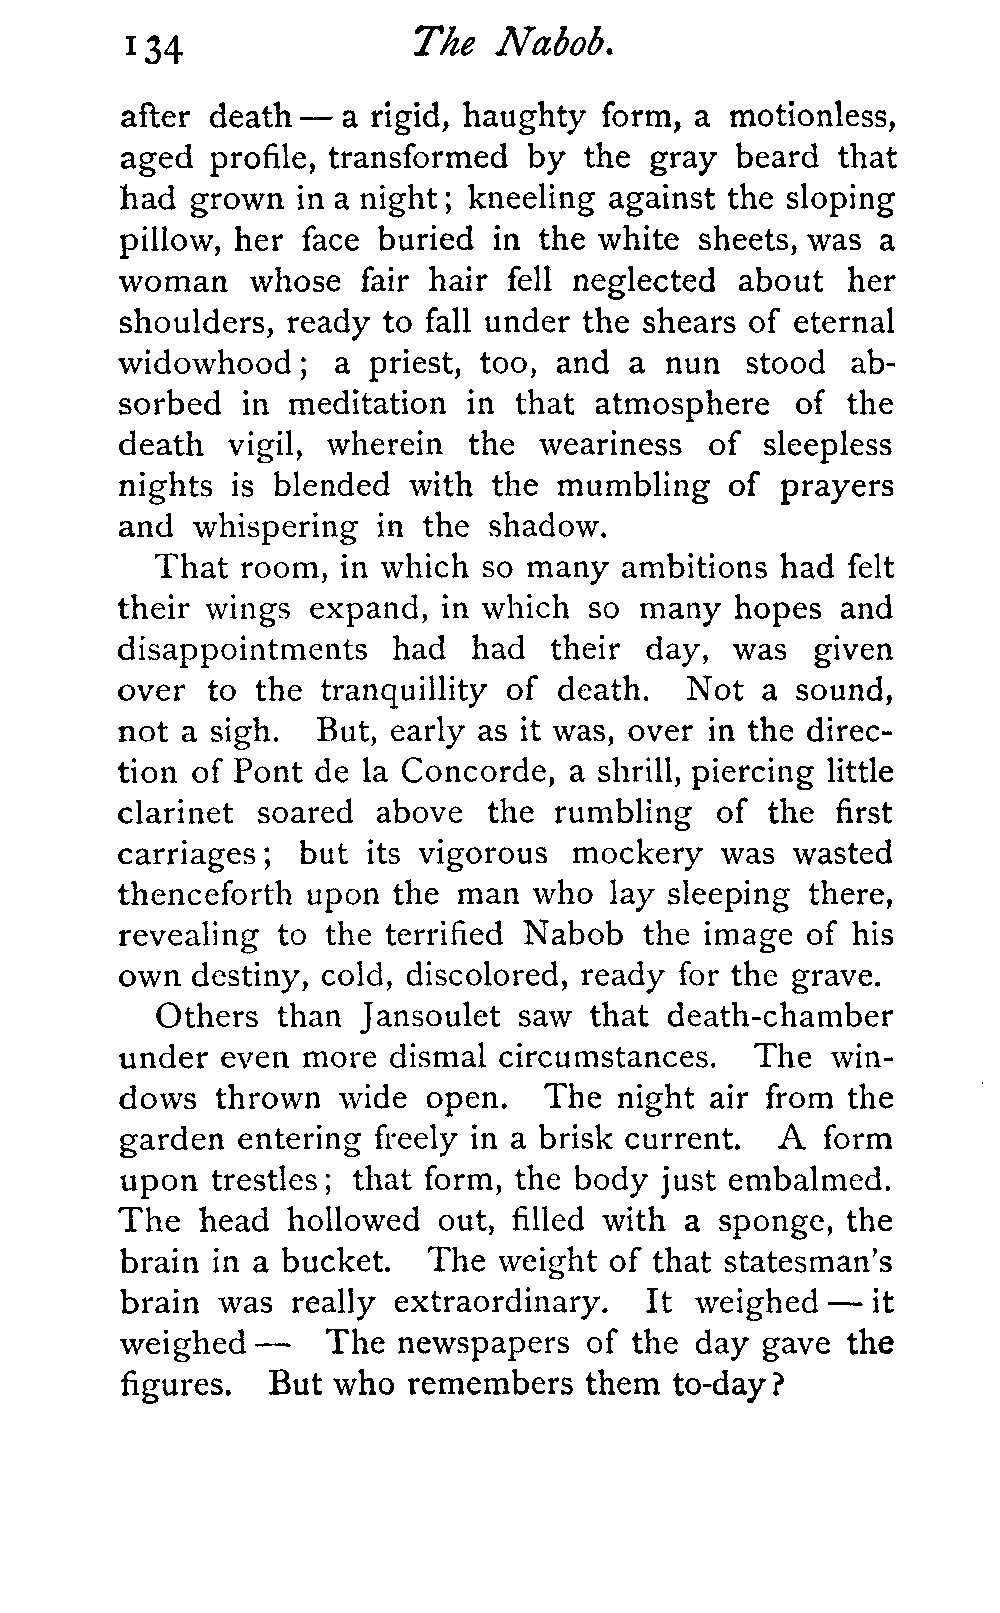 134 The Nabob.
after death — a rigid, haughty form, a motionless,
aged profile, transformed by the gray beard that
had grown in a night; kneeling against the sloping
pillow, her face buried in the white sheets, was a
woman whose fair hair fell neglected about her
shoulders, ready to fall under the shears of eternal
widowhood; a priest, too, and a nun stood ab-
sorbed in meditation in that atmosphere of the
death vigil, wherein the weariness of sleepless
nights is blended with the mumbling of prayers
and whispering in the shadow.
That room, in which so many ambitions had felt
their wings expand, in which so many hopes and
disappointments had had their day, was given
over to the tranquillity of death. Not a sound,
not a sigh. But, early as it was, over in the direc-
tion of Pont de la Concorde, a shrill, piercing little
clarinet soared above the rumbling of the first
carriages; but its vigorous mockery was wasted
thenceforth upon the man who lay sleeping there,
revealing to the terrified Nabob the image of his
own destiny, cold, discolored, ready for the grave.
Others than Jansoulet saw that death-chamber
under even more dismal circumstances. The win-
dows thrown wide open. The night air from the
garden entering freely in a brisk current. A form
upon trestles; that form, the body just embalmed.
The head hollowed out, filled with a sponge, the
brain in a bucket. The weight of that statesman's
brain was really extraordinary. It weighed — it
weighed — The newspapers of the day gave the
figures. But who remembers them to-day?